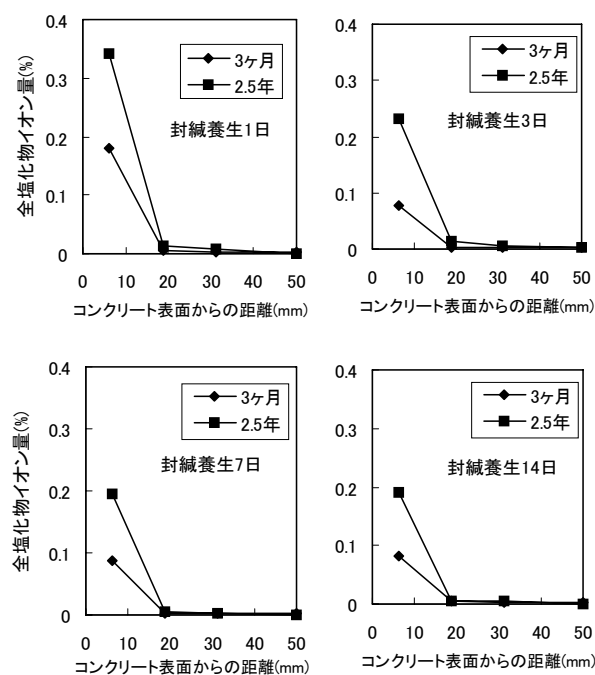 全塩化物イオン量(%)
0.4
0.3
0.2
0.1
0
3ヶ月
2.5年
封緘養生1日
0 10 20 30 40 50
コンクリート表面からの距離(mm)
0.4
0.3
0.2
0.1
0
3ヶ月
2.5年
封緘養生3日
0 10 20 30 40 50
コンクリート表面からの距離(mm)
全塩化物イオン量(%)
0.4
0.3
0.2
0.1
0
3ヶ月
2.5年
封緘養生7日
0 10 20 30 40 50
コンクリート表面からの距離(mm)
0.4
0.3
0.2
0.1
0
3ヶ月
2.5年
封緘養生14日
0 10 20 30 40 50
コンクリート表面からの距離(mm)